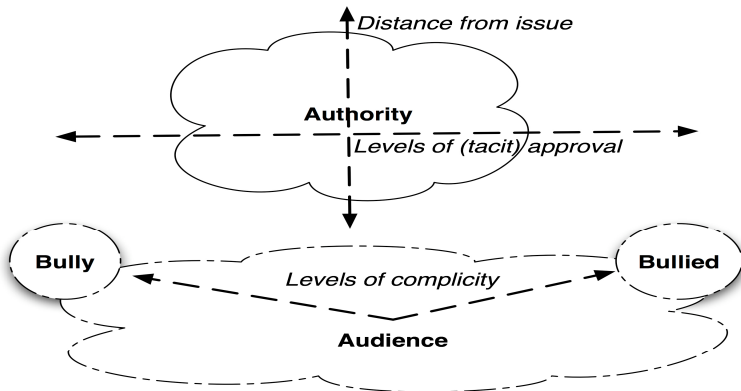 Distance from issue
Authority
Levels of (tacit) approval
Bully
Bullied
Levels of complicity
Audience